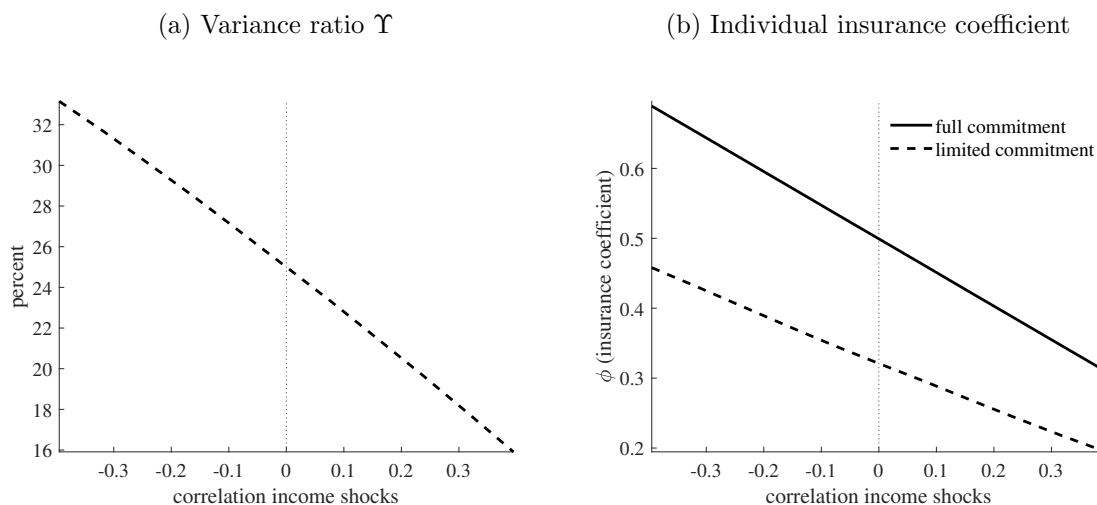 (a) Variance ratio Υ
(b) Individual insurance coefficient
percent
32
30
28
26
24
22
20
18
16
-0.3 -0.2 -0.1 0 0.1 0.2 0.3
correlation income shocks
ϕ (insurance coefficient)
full commitment
limited commitment
0.6
0.5
0.4
0.3
0.2
-0.3 -0.2 -0.1 0 0.1 0.2 0.3
correlation income shocks